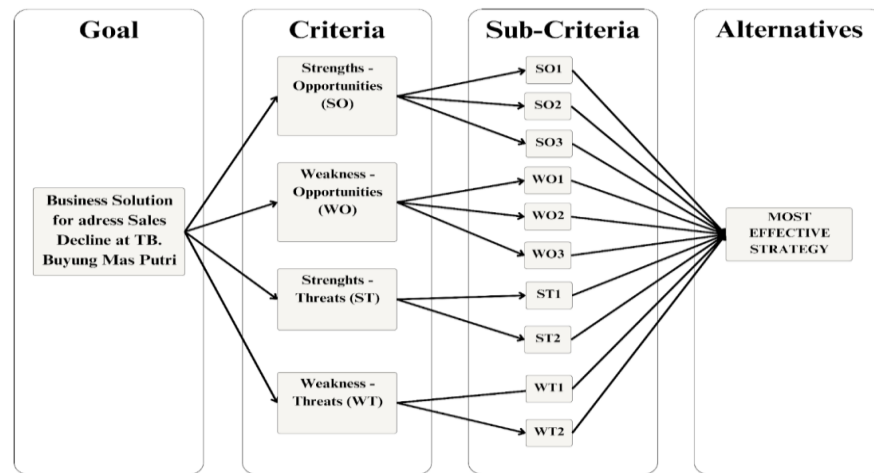 Goal
Business Solution
for adress Sales
Decline at TB.
Buyung Mas Putri
Criteria
Strengths -
Opportunities
(SO)
Weakness -
Opportunities
(WO)
Strenghts -
Threats (ST)
Weakness -
Threats (WT)
Sub-Criteria
SO1
SO2
SO3
WO1
WO2
WO3
ST1
ST2
WT1
WT2
Alternatives
MOST
EFFECTIVE
STRATEGY